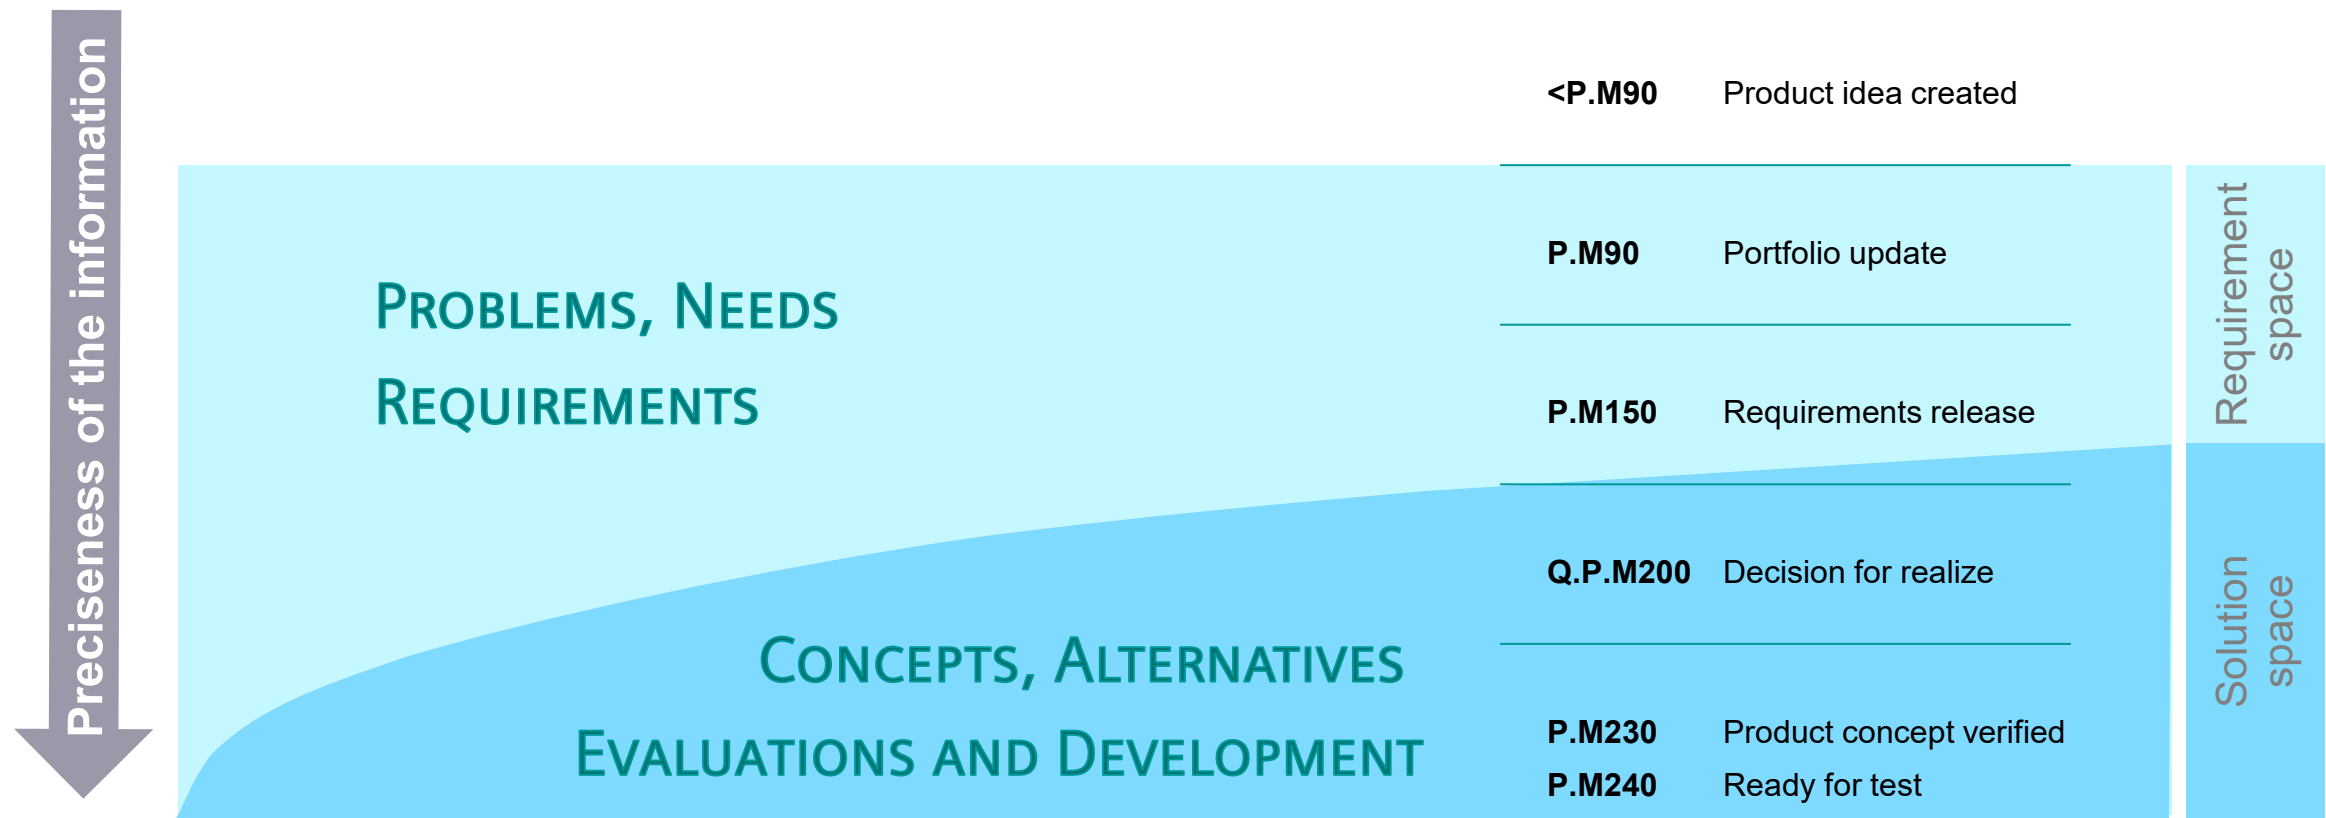 Preciseness of the information
<P.M90 Product idea created
P.M90 Portfolio update
PROBLEMS, NEEDS
REQUIREMENTS
P.M150 Requirements release
Requirement
space
Q.P.M200 Decision for realize
CONCEPTS, ALTERNATIVES
EVALUATIONS AND DEVELOPMENT
P.M230 Product concept verified
P.M240 Ready for test
Solution
space